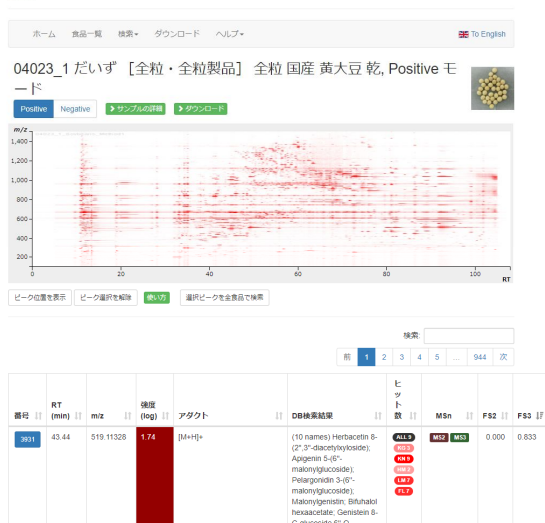 ホーム 食品一覧 検索 ダウンロード ヘルプ To English
04023_1 だいず ［全粒・全粒製品］ 全粒 国産 黄大豆 乾, Positive モ
ード
Positive Negative サンプルの詳細 ダウンロード
m/z
1,400
1,200
1,000
800
600
400
200
0 20 40 60 80 100
RT
ピーク位置を表示 ピーク選択を解除 使い方 選択ピークを全食品で検索
検索:
前 1 2 3 4 5 ... 944 次
番号 RT (min) m/z 強度 (log) アダクト DB検索結果 ヒット数 MSn FS2 FS3
3931 43.44 519.11328 1.74 [M+H]+ (10 names) Herbacetin 8- ALL 9 MS2 MS3 0.000 0.833
(2",3"-diacetylxyloside);
Apigenin 5-(6"- KN 9
malonylglucoside);
Pelargonidin 3-(6"- LM 7
malonylglucoside); FL 7
Malonylgenistin; Bifuhalol
hexaacetate; Genistein 8-